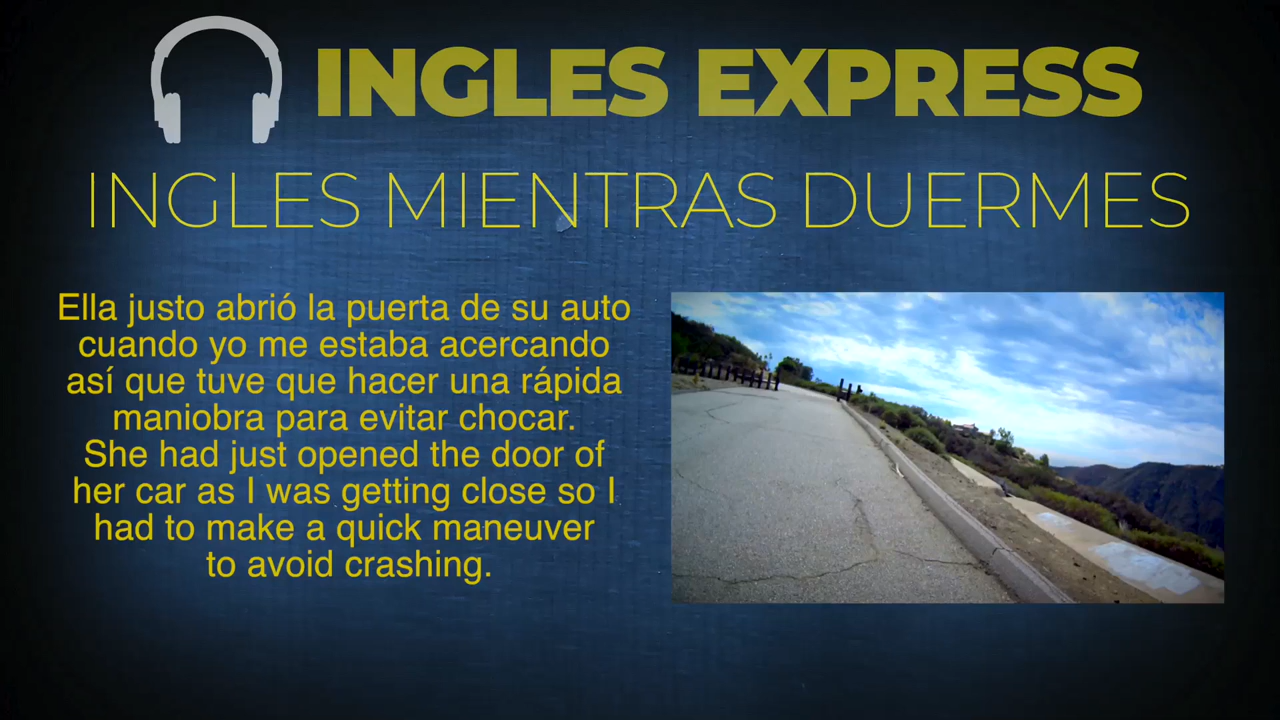 INGLES EXPRESS
INGLES MIENTRAS DUERMES
Ella justo abrió la puerta de su auto
cuando yo me estaba acercando
así que tuve que hacer una rápida
maniobra para evitar chocar.
She had just opened the door of
her car as I was getting close so I
had to make a quick maneuver
to avoid crashing.